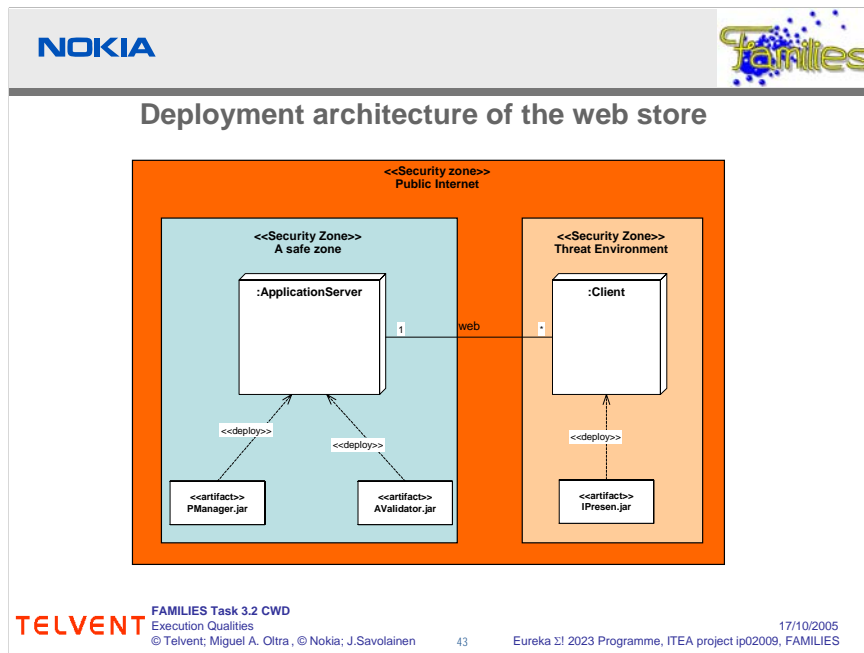 NOKIA
Families
Deployment architecture of the web store
<<Security zone>>
Public Internet
<<Security Zone>>
A safe zone
<<Security Zone>>
Threat Environment
:ApplicationServer
:Client
1
web
*
<<deploy>>
<<deploy>>
<<deploy>>
<<artifact>>
PManager.jar
<<artifact>>
AValidator.jar
<<artifact>>
IPresen.jar
TELVENT
FAMILIES Task 3.2 CWD
Execution Qualities
© Telvent; Miguel A. Oltra , © Nokia; J.Savolainen
43
17/10/2005
Eureka Σ! 2023 Programme, ITEA project ip02009, FAMILIES